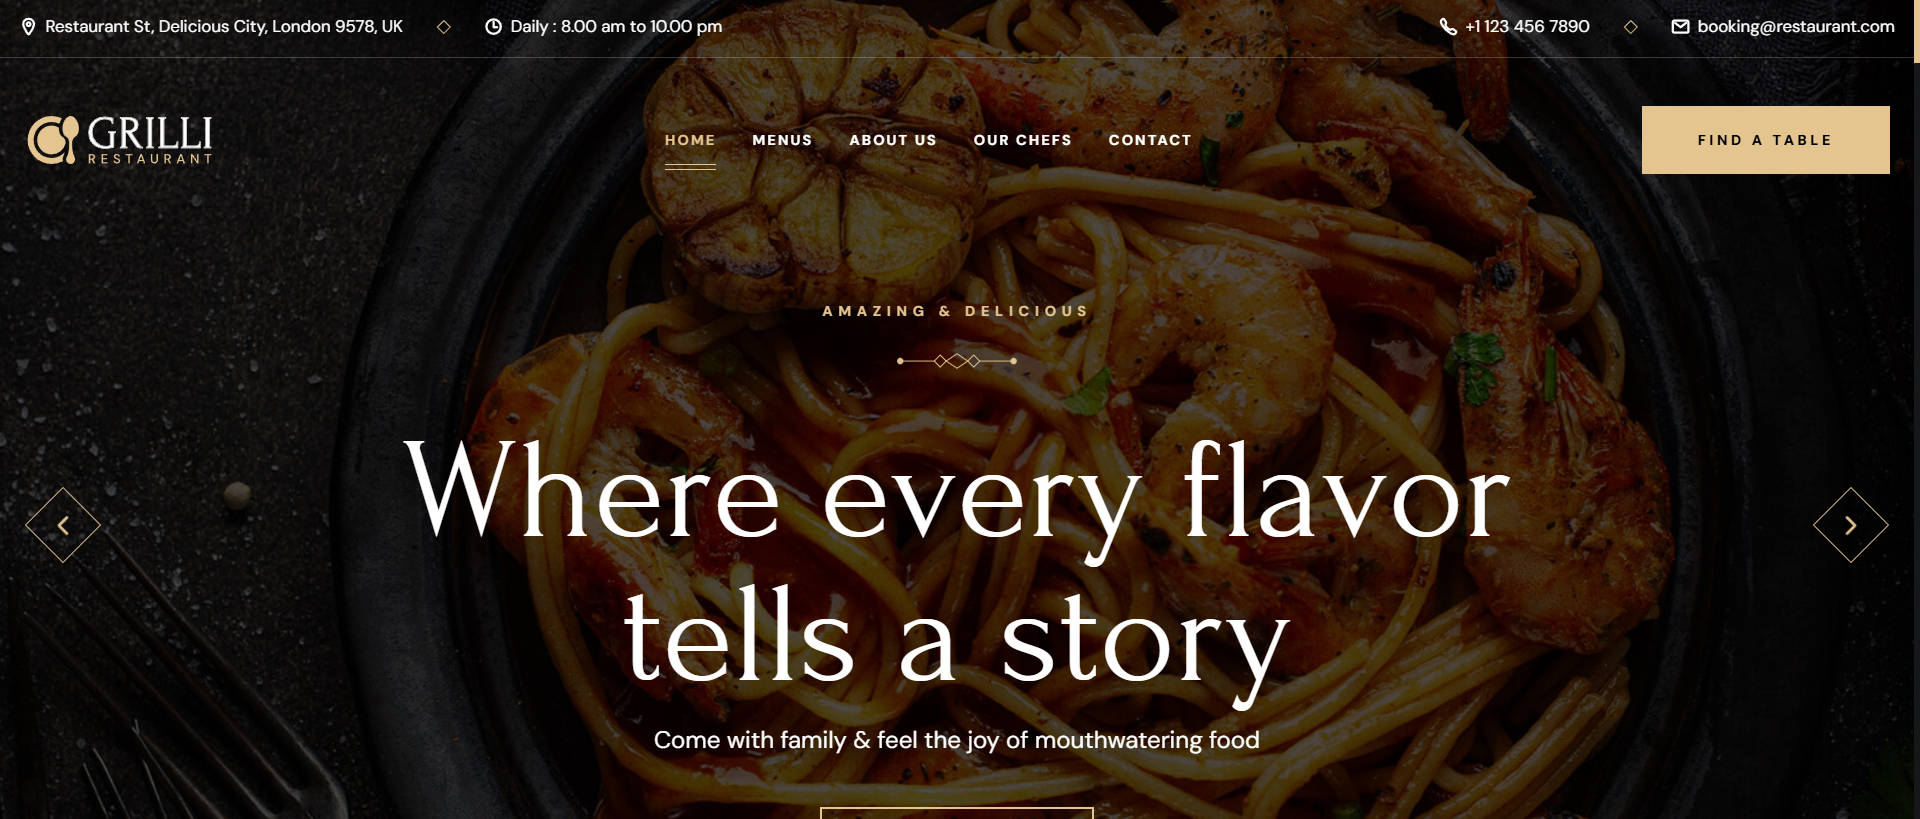 Restaurant St, Delicious City, London 9578, UK
Daily : 8.00 am to 10.00 pm
+1 123 456 7890
booking@restaurant.com
GRILLI
RESTAURANT
HOME
MENUS
ABOUT US
OUR CHEFS
CONTACT
FIND A TABLE
AMAZING & DELICIOUS
Where every flavor
tells a story
Come with family & feel the joy of mouthwatering food